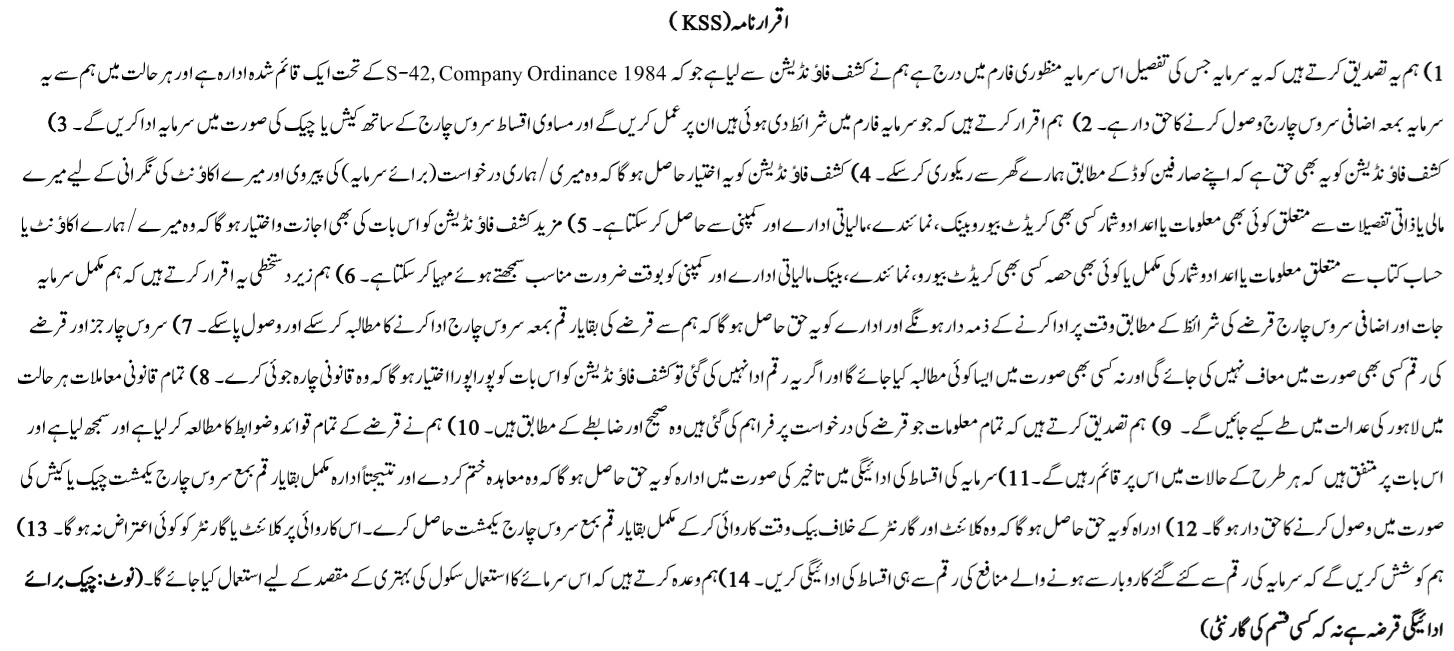 اقرارنامہ(KSS )
1) ہم یہ تصدیق کرتے ہیں کہ یہ سرمایہ جس کی تفصیل اس سرمایہ منظوری فارم میں درج ہے ہم نے کشف فاؤنڈیشن سے لیا ہے جو کہ S-42, Company Ordinance 1984 کے تحت ایک قائم شدہ ادارہ ہے اور ہر حالت میں ہم سے یہ
سرمایہ بمعہ اضافی سروس چارج وصول کرنے کا حق دار ہے۔ 2) ہم اقرار کرتے ہیں کہ جو سرمایہ فارم میں شرائط دی ہوئی ہیں ان پر عمل کریں گے اور مساوی اقساط سروس چارج کے ساتھ کیش یا چیک کی صورت میں سرمایہ ادا کریں گے۔ 3)
کشف فاؤنڈیشن کو یہ بھی حق ہے کہ اپنے صارفین کوڈ کے مطابق ہمارے گھر سے ریکوری کر سکے۔ 4) کشف فاؤنڈیشن کو یہ اختیار حاصل ہو گا کہ وہ میری / ہماری درخواست (برائے سرمایہ) کی پیروی اور میرے اکاؤنٹ کی نگرانی کے لیے میرے
مالی یا ذاتی تفصیلات سے متعلق کوئی بھی معلومات یا اعداد و شمار کسی بھی کریڈٹ بیورو بینک ، نمائندے، مالیاتی ادارے اور کمپنی سے حاصل کر سکتا ہے۔ 5) مزید کشف فاؤنڈیشن کو اس بات کی بھی اجازت و اختیار ہو گا کہ وہ میرے / ہمارے اکاؤنٹ یا
حساب کتاب سے متعلق معلومات یا اعداد و شمار کی مکمل یا کوئی بھی حصہ کسی بھی کریڈٹ بیورو، نمائندے، بینک مالیاتی ادارے اور کمپنی کو بوقت ضرورت مناسب سمجھتے ہوئے مہیا کر سکتا ہے۔ 6) ہم زیر دستخطی یہ اقرار کرتے ہیں کہ ہم مکمل سرمایہ
جات اور اضافی سروس چارج قرضے کی شرائط کے مطابق وقت پر ادا کرنے کے ذمہ دار ہونگے اور ادارے کو یہ حق حاصل ہو گا کہ ہم سے قرضے کی بقایا رقم بمعہ سروس چارج ادا کرنے کا مطالبہ کر سکے اور وصول پا سکے۔ 7) سروس چارجز اور قرضے
کی رقم کسی بھی صورت میں معاف نہیں کی جائے گی اور نہ کسی بھی صورت میں ایسا کوئی مطالبہ کیا جائے گا اور اگر یہ رقم ادا نہیں کی گئی تو کشف فاؤنڈیشن کو اس بات کو پورا پورا اختیار ہو گا کہ وہ قانونی چارہ جوئی کرے۔ 8) تمام قانونی معاملات ہر حالت
میں لاہور کی عدالت میں طے کیے جائیں گے۔ 9) ہم تصدیق کرتے ہیں کہ تمام معلومات جو قرضے کی درخواست پر فراہم کی گئی ہیں وہ صحیح اور ضابطے کے مطابق ہیں۔ 10) ہم نے قرضے کے تمام قوائد و ضوابط کا مطالعہ کر لیا ہے اور سمجھ لیا ہے اور
اس بات پر متفق ہیں کہ ہر طرح کے حالات میں اس پر قائم رہیں گے۔ 11)سرمایہ کی اقساط کی ادائیگی میں تاخیر کی صورت میں ادارہ کو یہ حق حاصل ہو گا کہ وہ معاہدہ ختم کر دے اور نتیجتاً ادارہ مکمل بقایا رقم بمع سروس چارج یکمشت چیک یا کیش کی
صورت میں وصول کرنے کا حق دار ہو گا۔ 12) ادراہ کو یہ حق حاصل ہو گا کہ وہ کلائنٹ اور گارنٹر کے خلاف بیک وقت کاروائی کر کے مکمل بقایا رقم بمع سروس چارج یکمشت حاصل کرے۔ اس کاروائی پر کلائنٹ یا گارنٹر کو کوئی اعتراض نہ ہو گا۔ 13)
ہم کوشش کریں گے کہ سرمایہ کی رقم سے کئے گئے کاروبار سے ہونے والے منافع کی رقم سے ہی اقساط کی ادائیگی کریں۔ 14)ہم وعدہ کرتے ہیں کہ اس سرمائے کا استعمال سکول کی بہتری کے مقصد کے لیے استعمال کیا جائے گا۔(نوٹ: چیک برائے
ادائیگی قرضہ ہے نہ کہ کسی قسم کی گارنٹی)